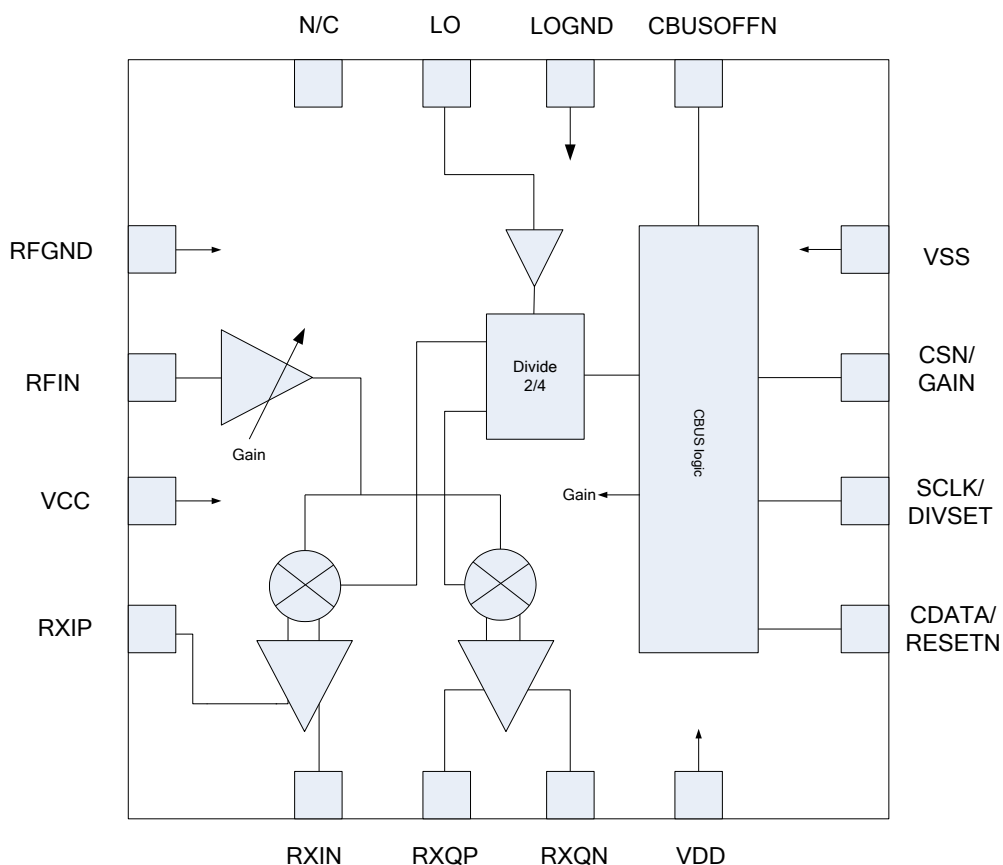 N/C
LO
LOGND
CBUSOFFN
RFGND
VSS
RFIN
Gain
Divide
2/4
CBUS logic
CSN/
GAIN
VCC
Gain
SCLK/
DIVSET
RXIP
CDATA/
RESETN
RXIN
RXQP
RXQN
VDD